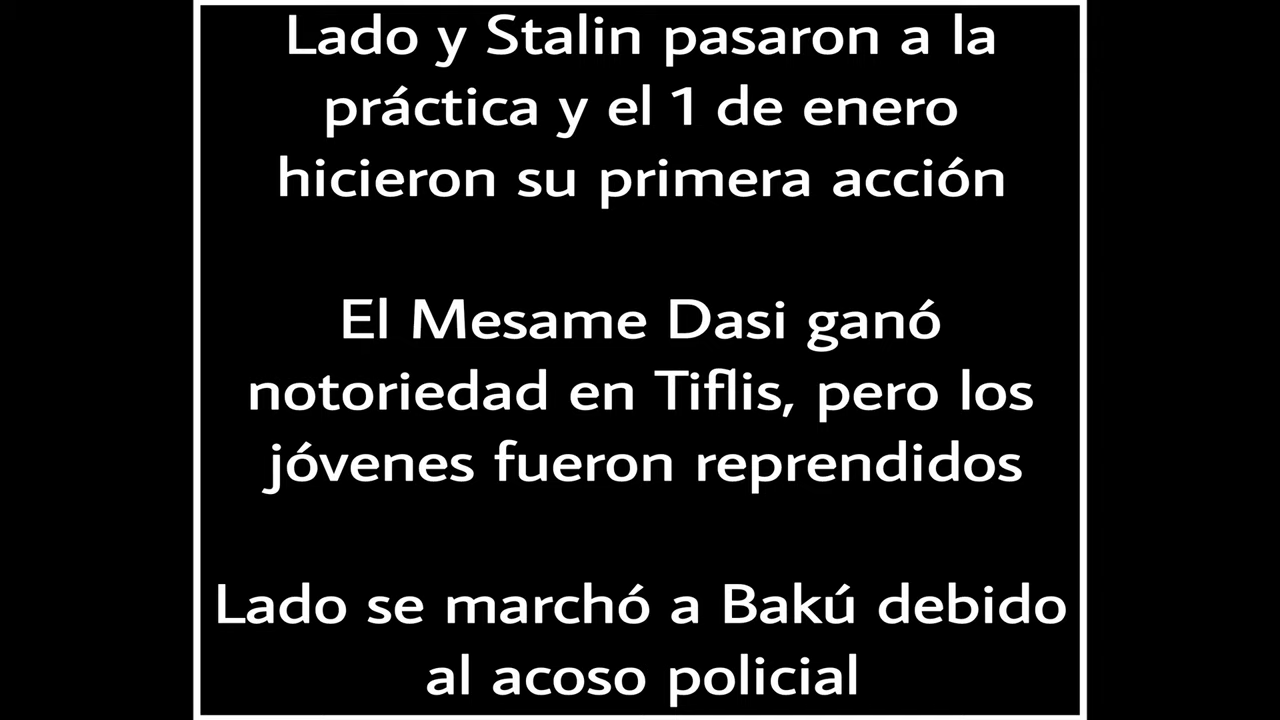 Lado y Stalin pasaron a la
práctica y el 1 de enero
hicieron su primera acción
El Mesame Dasi ganó
notoriedad en Tiflis, pero los
jóvenes fueron reprendidos
Lado se marchó a Bakú debido
al acoso policial